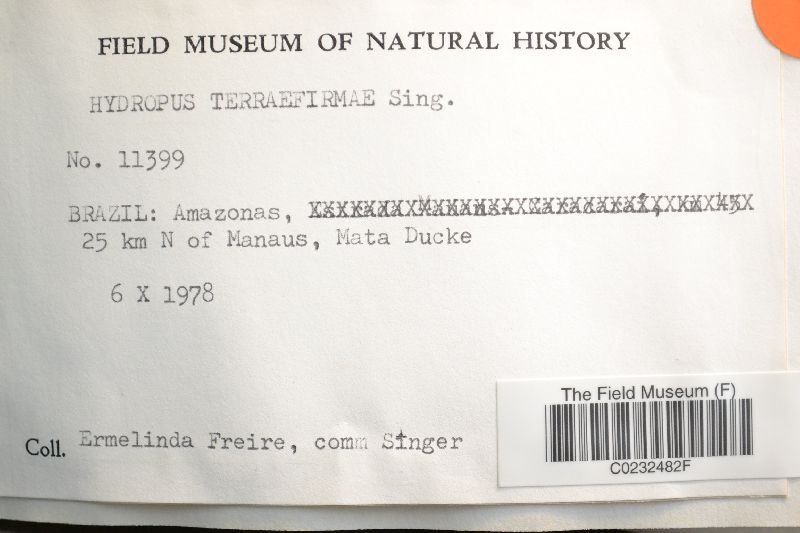 FIELD MUSEUM OF NATURAL HISTORY
HYDROPUS TERRAEFIRMAE Sing.
No. 11399
BRAZIL: Amazonas,
25 km N of Manaus, Mata Ducke
6 X 1978
Coll. Ermelinda Freire, comm Singer
The Field Museum (F)
C0232482F